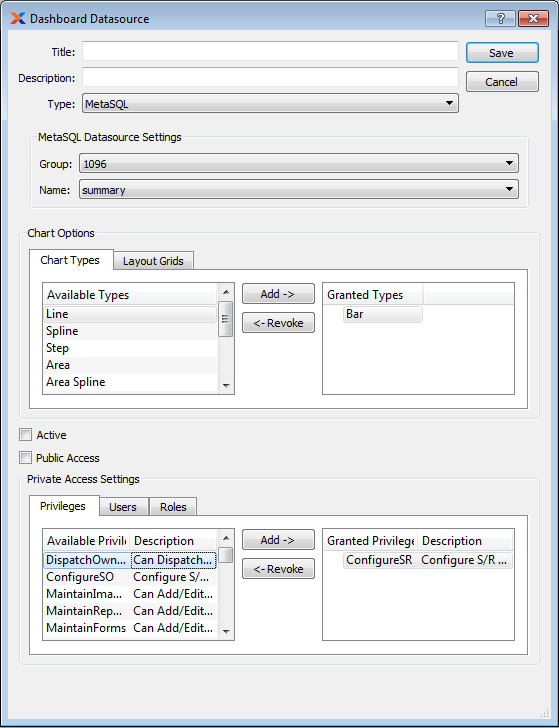 Dashboard Datasource
Title:
Save
Description:
Cancel
Type: MetaSQL
MetaSQL Datasource Settings
Group: 1096
Name: summary
Chart Options
Chart Types Layout Grids
Available Types
Line
Spline
Step
Area
Area Spline
Add ->
<- Revoke
Granted Types
Bar
Active
Public Access
Private Access Settings
Privileges Users Roles
Available Privile Description
DispatchOwn... Can Dispatch...
ConfigureSO Configure S/...
MaintainIma... Can Add/Edit...
MaintainRep... Can Add/Edit...
MaintainForms Can Add/Edit...
Add ->
<- Revoke
Granted Privilege Description
ConfigureSR Configure S/R ...